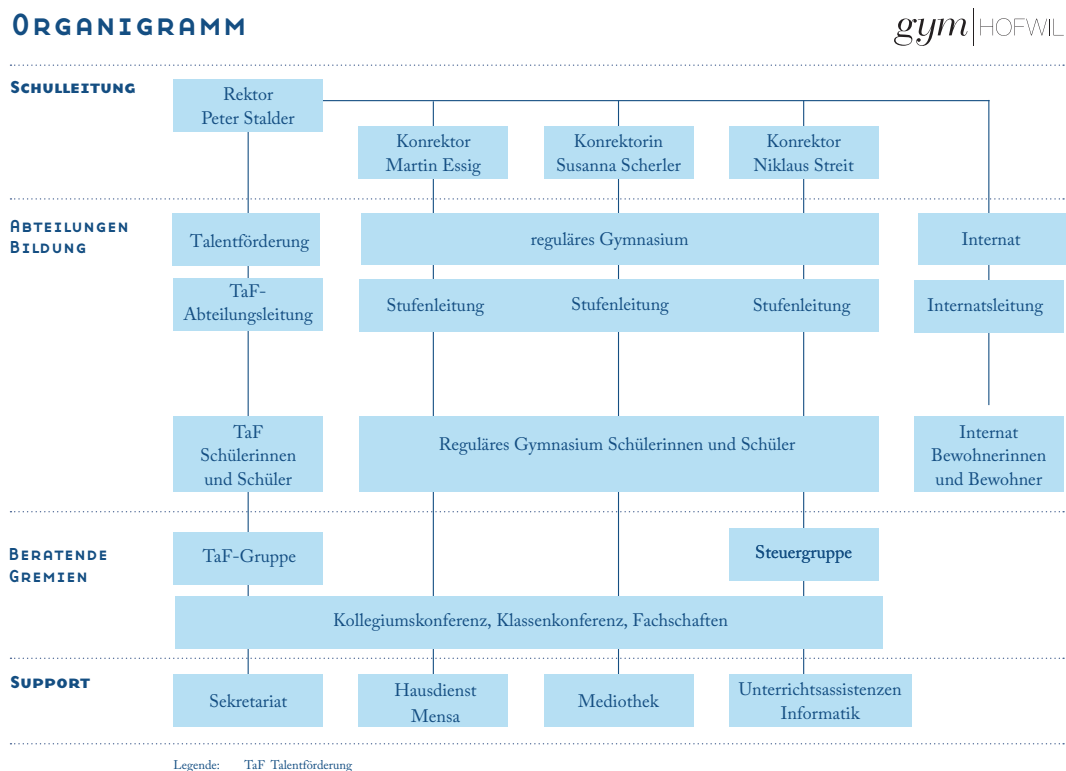 Organigramm
gym HOFWIL
Schulleitung
Rektor
Peter Stalder
Konrektor
Martin Essig
Konrektorin
Susanna Scherler
Konrektor
Niklaus Streit
Abteilungen
Bildung
Talentförderung
reguläres Gymnasium
Internat
TaF-
Abteilungsleitung
Stufenleitung
Stufenleitung
Stufenleitung
Internatsleitung
TaF
Schülerinnen
und Schüler
Reguläres Gymnasium Schülerinnen und Schüler
Internat
Bewohnerinnen
und Bewohner
Beratende
Gremien
TaF-Gruppe
Steuergruppe
Kollegiumskonferenz, Klassenkonferenz, Fachschaften
Support
Sekretariat
Hausdienst
Mensa
Mediothek
Unterrichtsassistenzen
Informatik
Legende: TaF Talentförderung